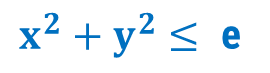 x² + y² ≤ e